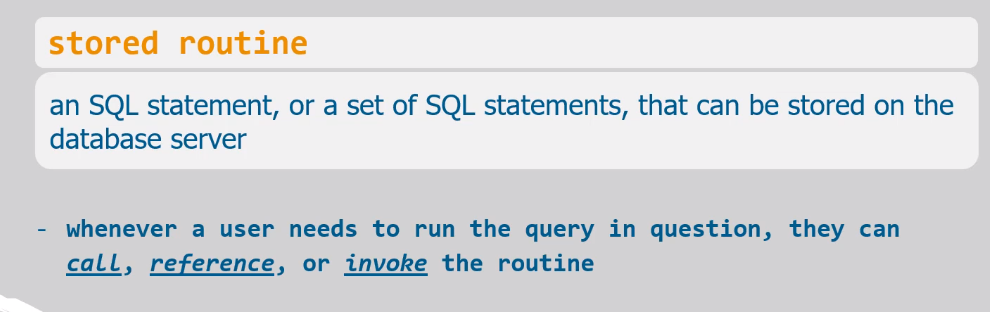 stored routine
an SQL statement, or a set of SQL statements, that can be stored on the
database server
- whenever a user needs to run the query in question, they can
call, reference, or invoke the routine